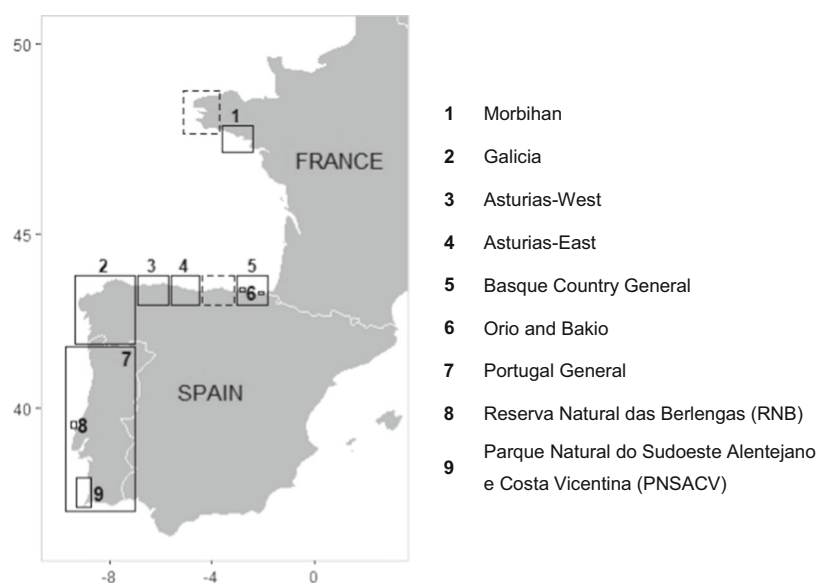 50
45
40
-8
-4
0
1
FRANCE
2
3
4
5
6
7
SPAIN
8
9
1 Morbihan
2 Galicia
3 Asturias-West
4 Asturias-East
5 Basque Country General
6 Orio and Bakio
7 Portugal General
8 Reserva Natural das Berlengas (RNB)
9 Parque Natural do Sudoeste Alentejano
e Costa Vicentina (PNSACV)